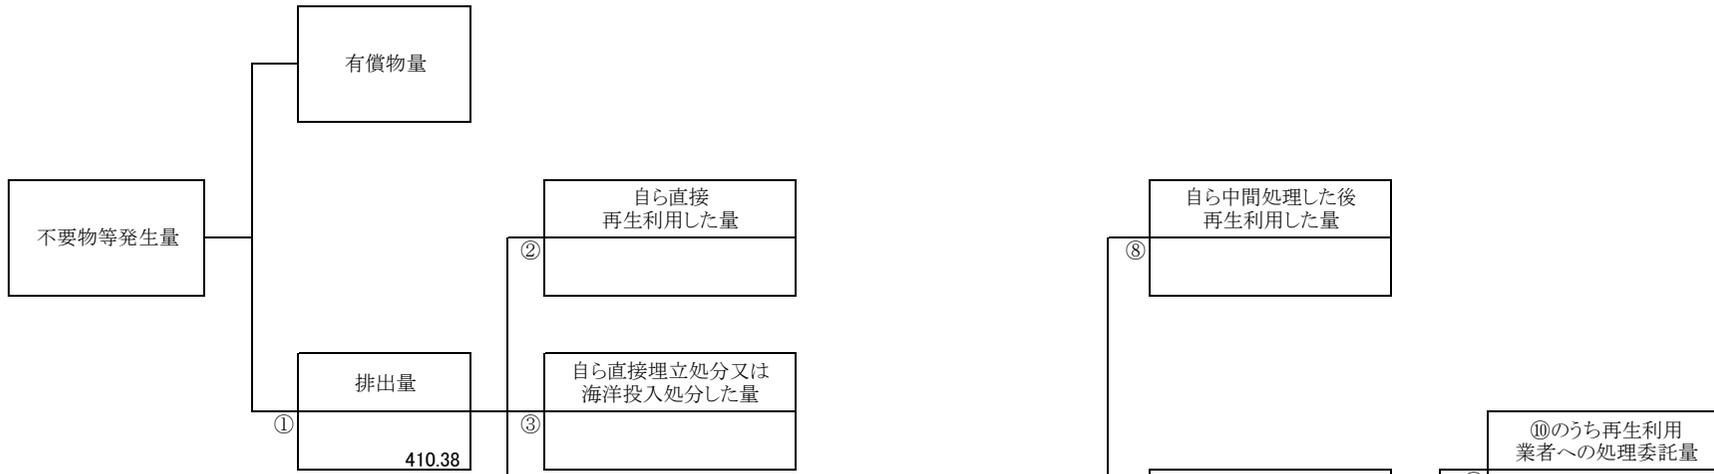 有償物量
不要物等発生量
自ら直接
再生利用した量
②
自ら中間処理した後
再生利用した量
⑧
排出量
①
410.38
自ら直接埋立処分又は
海洋投入処分した量
③
⑩のうち再生利用
業者への処理委託量